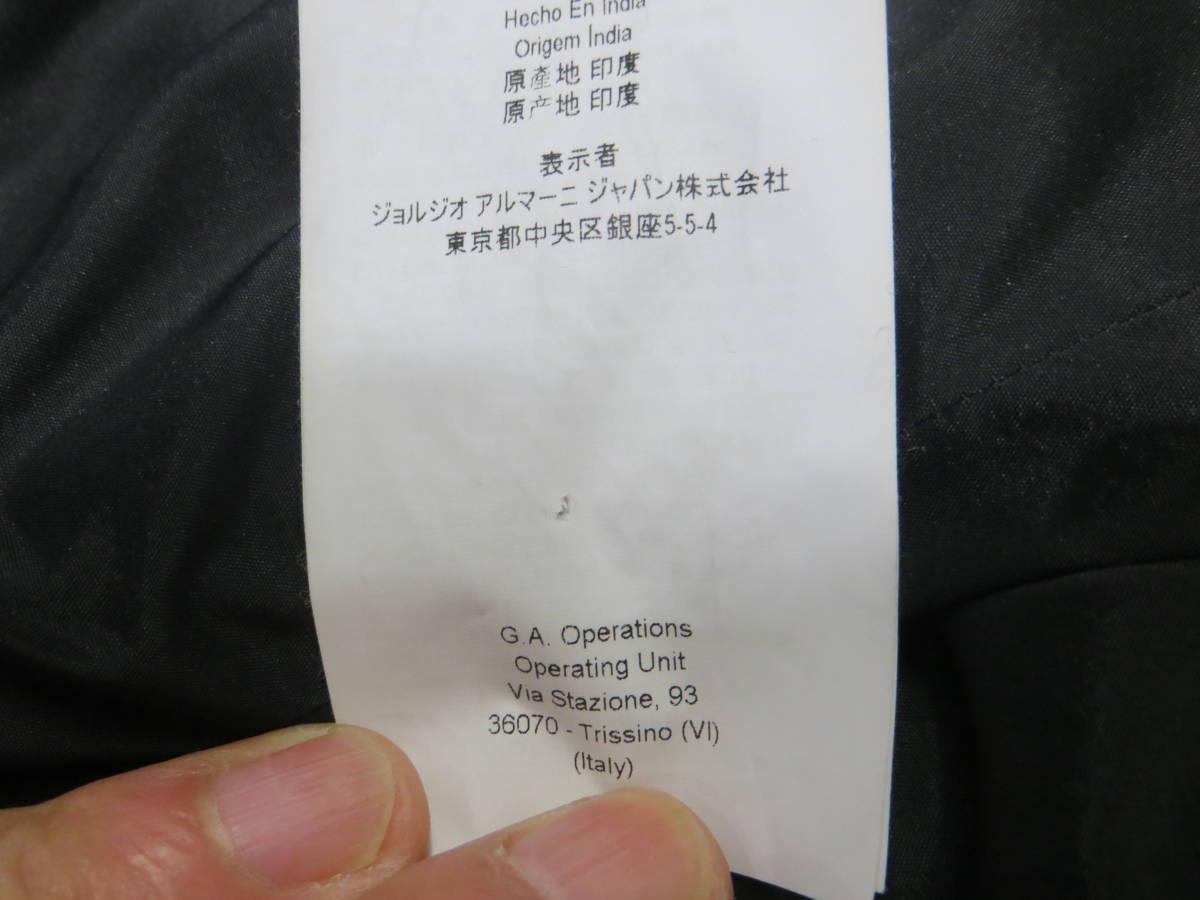 Hecho En India
Origem Índia
原產地 印度
原产地 印度
表示者
ジョルジオ アルマーニ ジャパン株式会社
東京都中央区銀座5-5-4
G.A. Operations
Operating Unit
Via Stazione, 93
36070 - Trissino (VI)
(Italy)